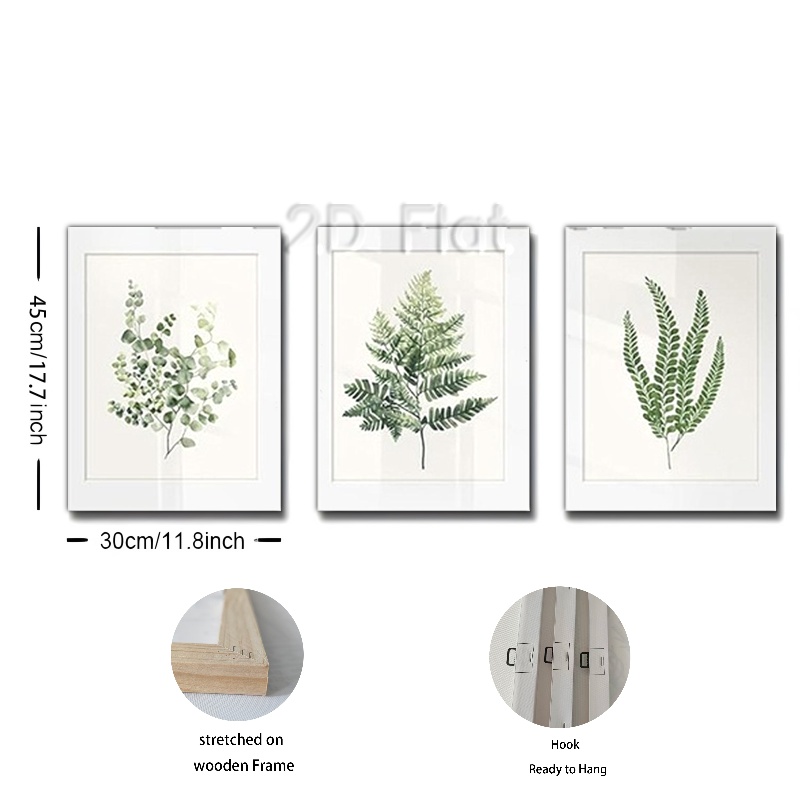 2D Flat
45cm/17.7inch
30cm/11.8inch
stretched on
wooden Frame
Hook
Ready to Hang